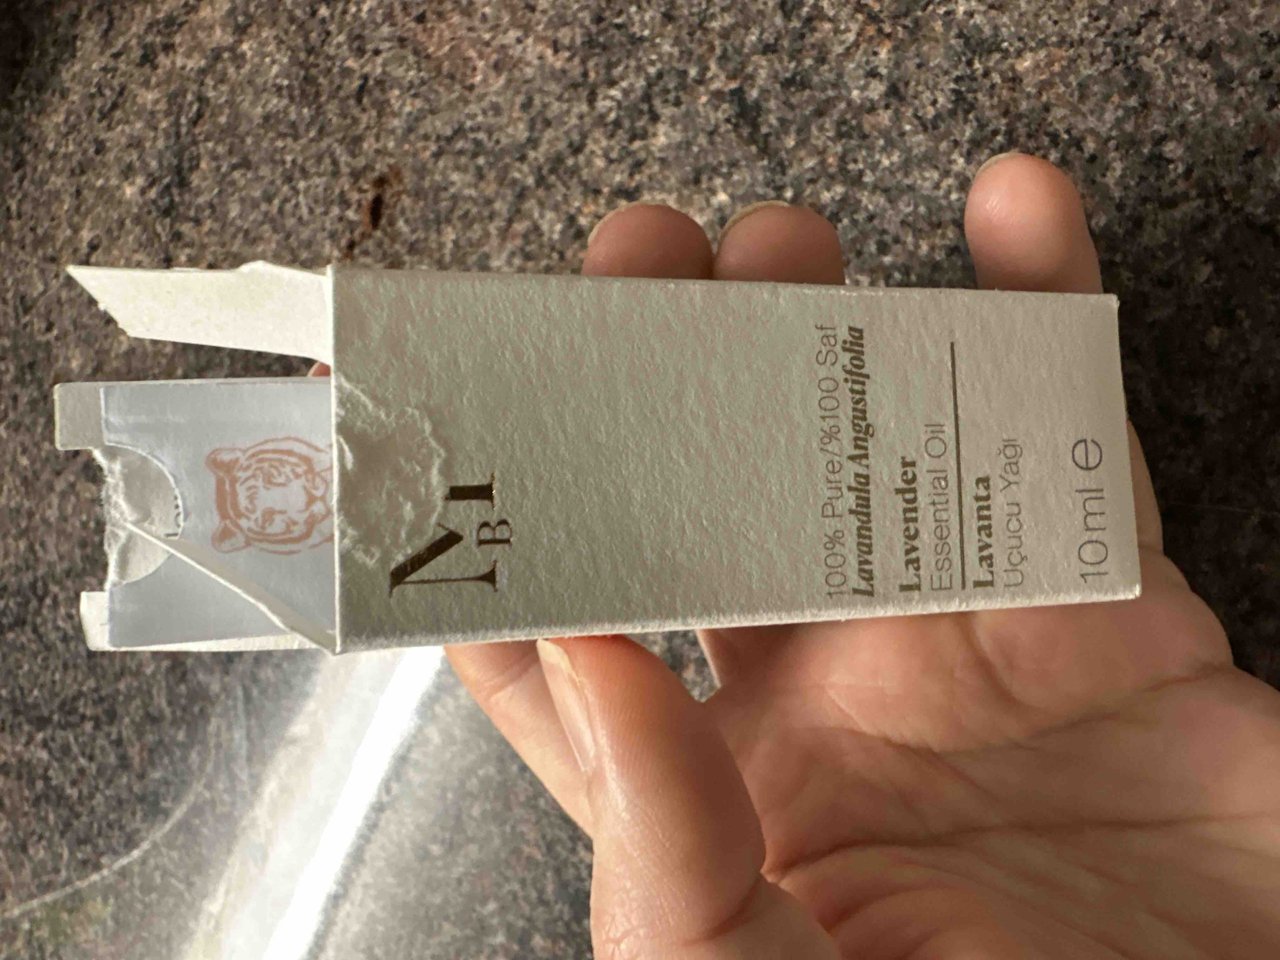 100% Pure/%100 Saf
Lavandula Angustifolia
Lavender
Essential Oil
Lavanta
Uçucu Yağı
10 ml e